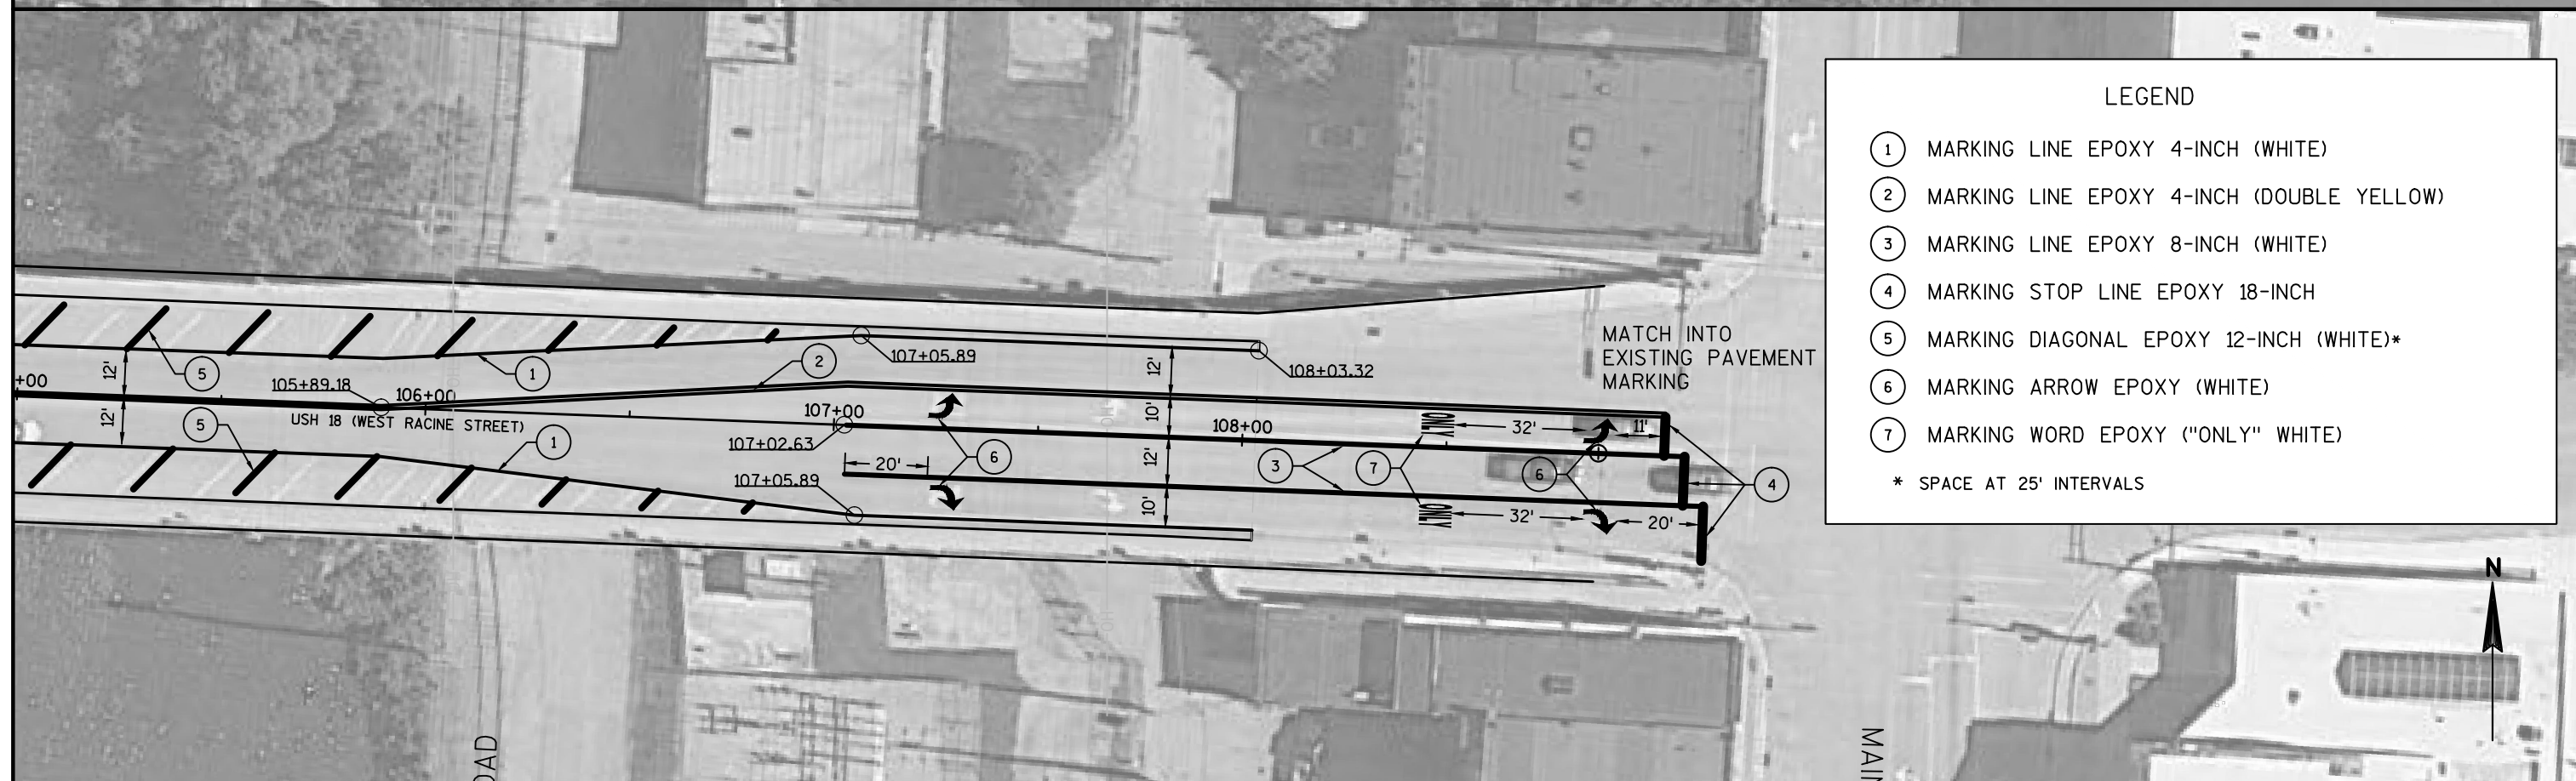 LEGEND
1 MARKING LINE EPOXY 4-INCH (WHITE)
2 MARKING LINE EPOXY 4-INCH (DOUBLE YELLOW)
3 MARKING LINE EPOXY 8-INCH (WHITE)
4 MARKING STOP LINE EPOXY 18-INCH
5 MARKING DIAGONAL EPOXY 12-INCH (WHITE)*
6 MARKING ARROW EPOXY (WHITE)
7 MARKING WORD EPOXY ("ONLY" WHITE)
* SPACE AT 25' INTERVALS
MATCH INTO
EXISTING PAVEMENT
MARKING
107+05.89
108+03.32
2
5
1
12'
12'
+00
105+89.18
106+00
USH 18 (WEST RACINE STREET)
12'
5
1
107+00
107+02.63
10'
108+00
ONLY
32'
11'
6
20'
12'
3
7
6
4
107+05.89
10'
ONLY
32'
20'
N
OAD
MAIN